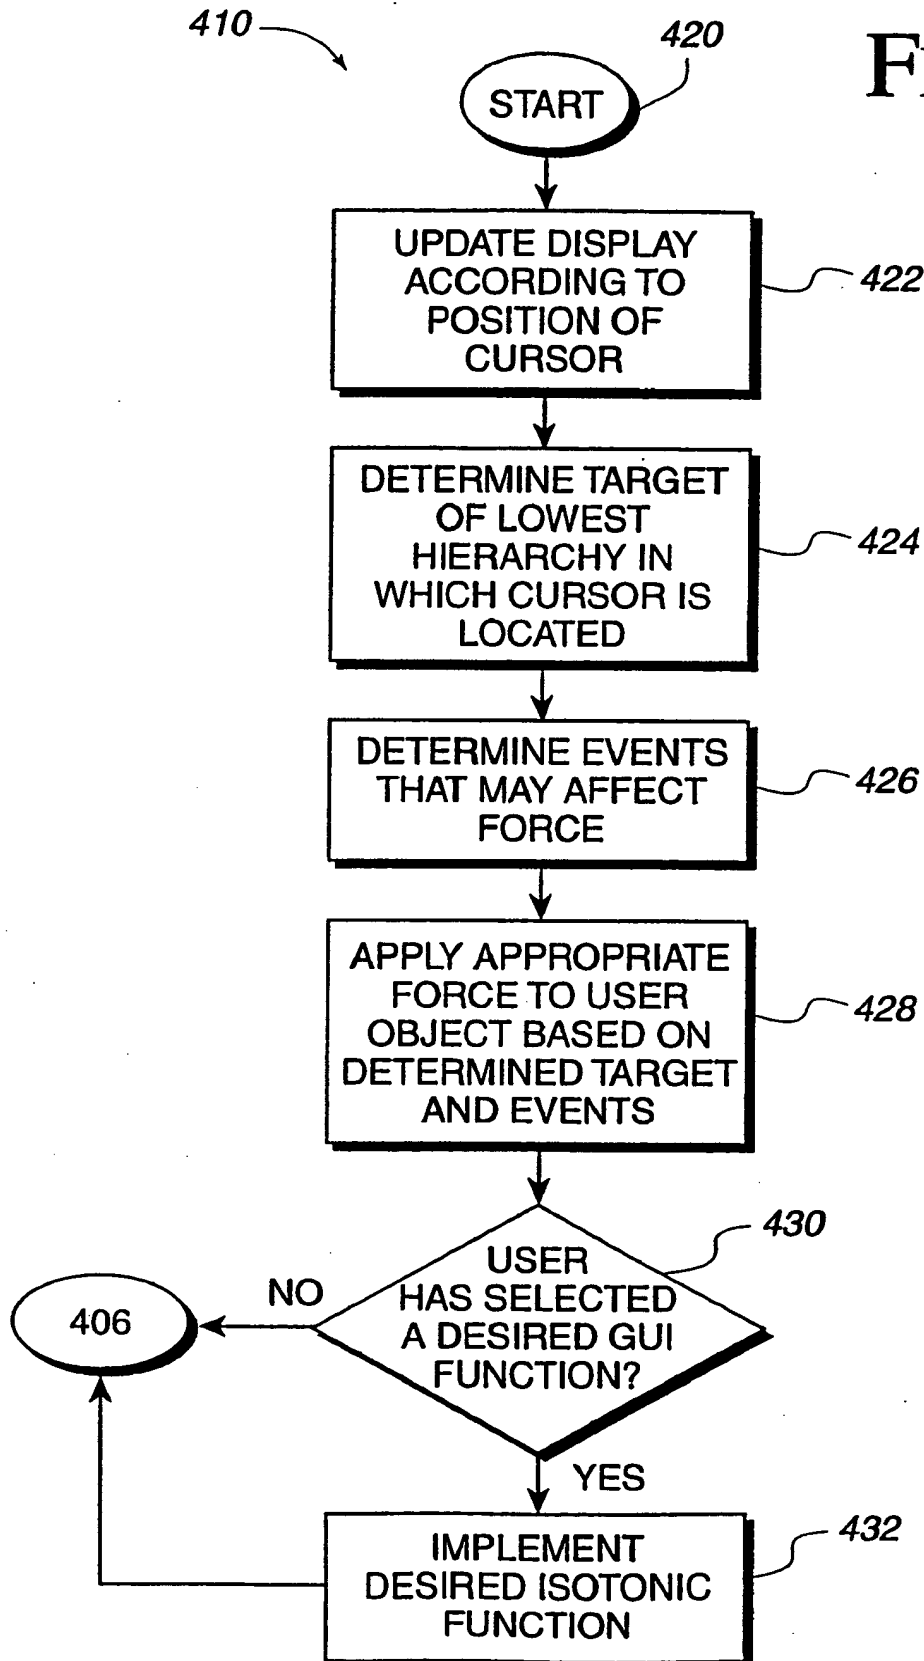 410
420
START
UPDATE DISPLAY
ACCORDING TO
POSITION OF
CURSOR
422
DETERMINE TARGET
OF LOWEST
HIERARCHY IN
WHICH CURSOR IS
LOCATED
424
DETERMINE EVENTS
THAT MAY AFFECT
FORCE
426
APPLY APPROPRIATE
FORCE TO USER
OBJECT BASED ON
DETERMINED TARGET
AND EVENTS
428
430
USER
HAS SELECTED
A DESIRED GUI
FUNCTION?
NO
406
YES
432
IMPLEMENT
DESIRED ISOTONIC
FUNCTION